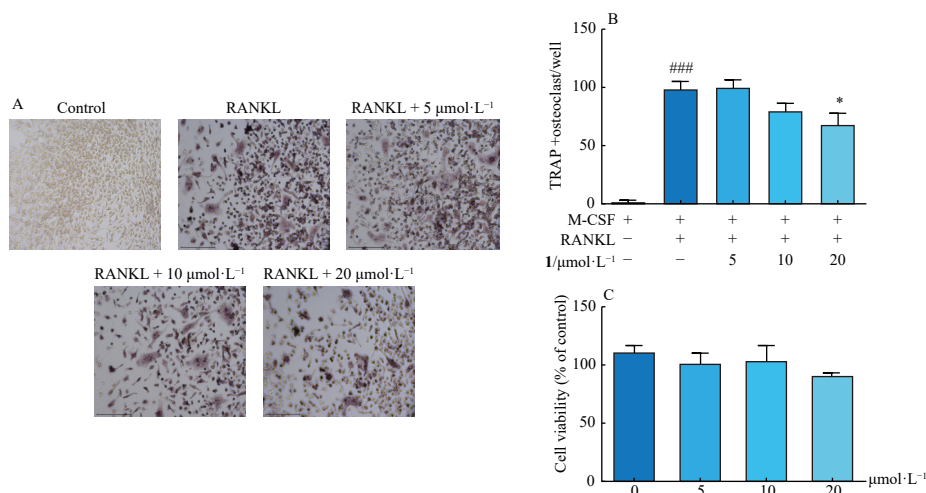 A
Control
RANKL
RANKL + 5 μmol·L⁻¹
RANKL + 10 μmol·L⁻¹
RANKL + 20 μmol·L⁻¹
B
TRAP +osteoclast/well
150
100
50
0
###
*
M-CSF + + + + +
RANKL − + + + +
1/μmol·L⁻¹ − − 5 10 20
C
Cell viability (% of control)
150
100
50
0
0 5 10 20 μmol·L⁻¹